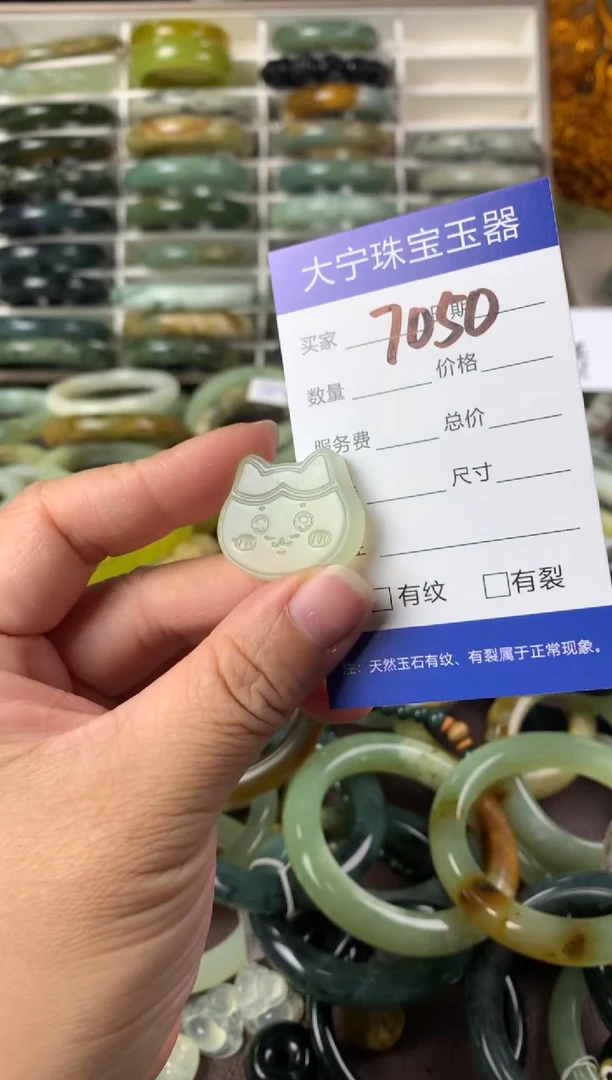 大宁珠宝玉器
7050
买家
数量 价格
服务费 总价
尺寸
有纹 有裂
注：天然玉石有纹、有裂属于正常现象。